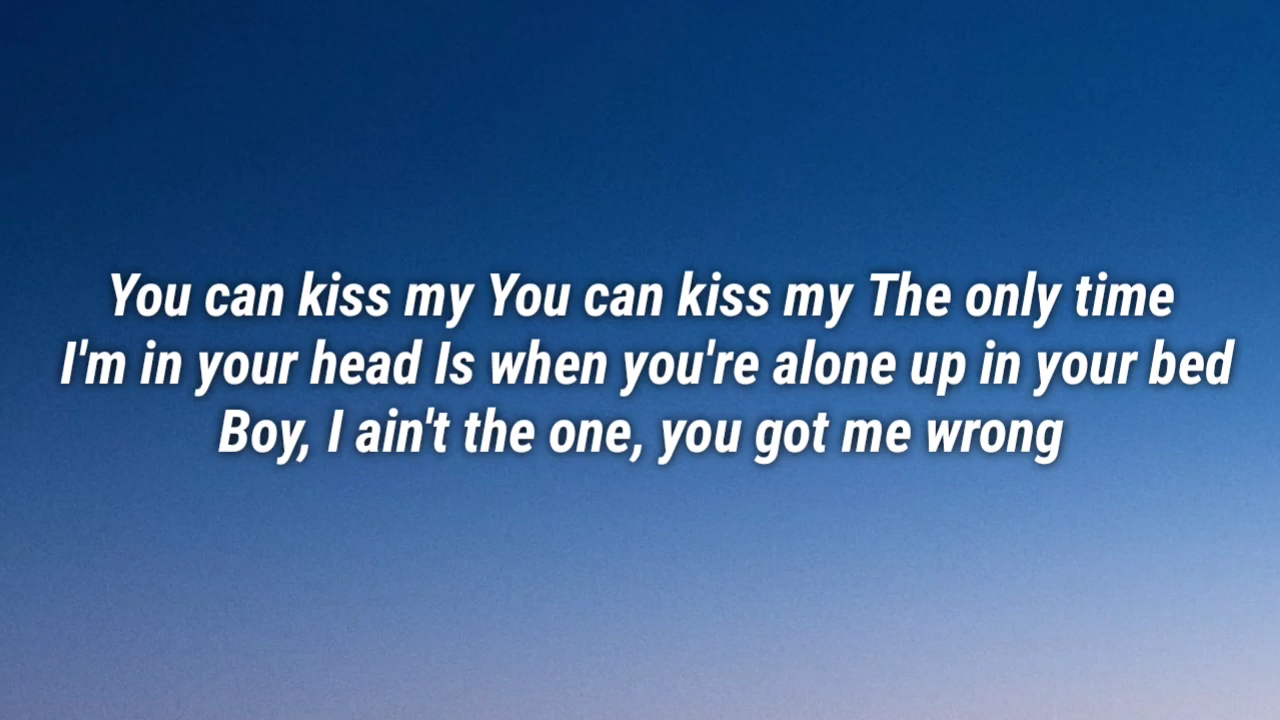 You can kiss my You can kiss my The only time
I'm in your head Is when you're alone up in your bed
Boy, I ain't the one, you got me wrong